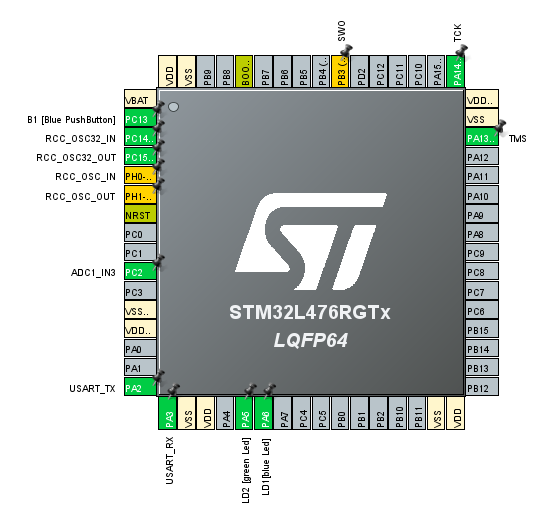 SWO
TCK
VDD
VSS
PB9
PB8
BOO..
PB7
PB6
PB5
PB4 (..
PB3 (..
PD2
PC12
PC11
PC10
PA15..
PA14..
VBAT
B1 [Blue PushButton] PC13
RCC_OSC32_IN PC14..
RCC_OSC32_OUT PC15..
RCC_OSC_IN PH0-..
RCC_OSC_OUT PH1-..
NRST
PC0
PC1
ADC1_IN3 PC2
PC3
VSS..
VDD..
PA0
PA1
USART_TX PA2
ST
STM32L476RGTx
LQFP64
VDD..
VSS
PA13.. TMS
PA12
PA11
PA10
PA9
PA8
PC9
PC8
PC7
PC6
PB15
PB14
PB13
PB12
PA3
VSS
VDD
PA4
PA5
PA6
PA7
PC4
PC5
PB0
PB1
PB2
PB10
PB11
VSS
VDD
USART_RX
LD2 [green Led]
LD1[blue Led]